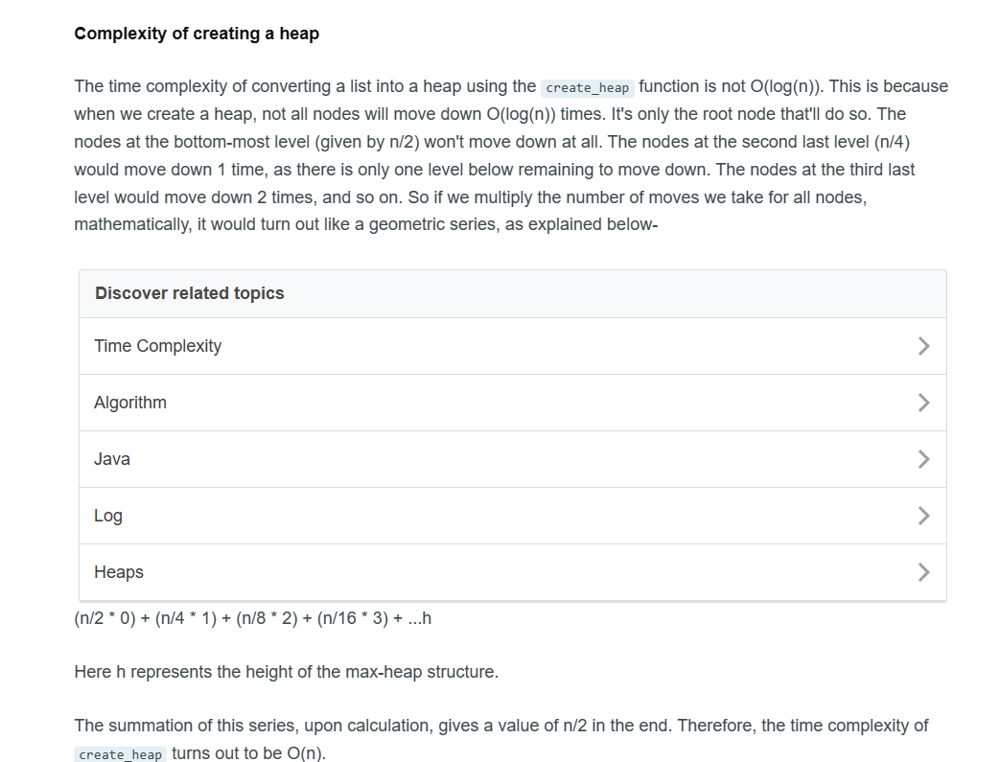 Complexity of creating a heap
The time complexity of converting a list into a heap using the create_heap function is not O(log(n)). This is because
when we create a heap, not all nodes will move down O(log(n)) times. It's only the root node that'll do so. The
nodes at the bottom-most level (given by n/2) won't move down at all. The nodes at the second last level (n/4)
would move down 1 time, as there is only one level below remaining to move down. The nodes at the third last
level would move down 2 times, and so on. So if we multiply the number of moves we take for all nodes,
mathematically, it would turn out like a geometric series, as explained below-
Discover related topics
Time Complexity
Algorithm
Java
Log
Heaps
(n/2 * 0) + (n/4 * 1) + (n/8 * 2) + (n/16 * 3) + ...h
Here h represents the height of the max-heap structure.
The summation of this series, upon calculation, gives a value of n/2 in the end. Therefore, the time complexity of
create_heap turns out to be O(n).